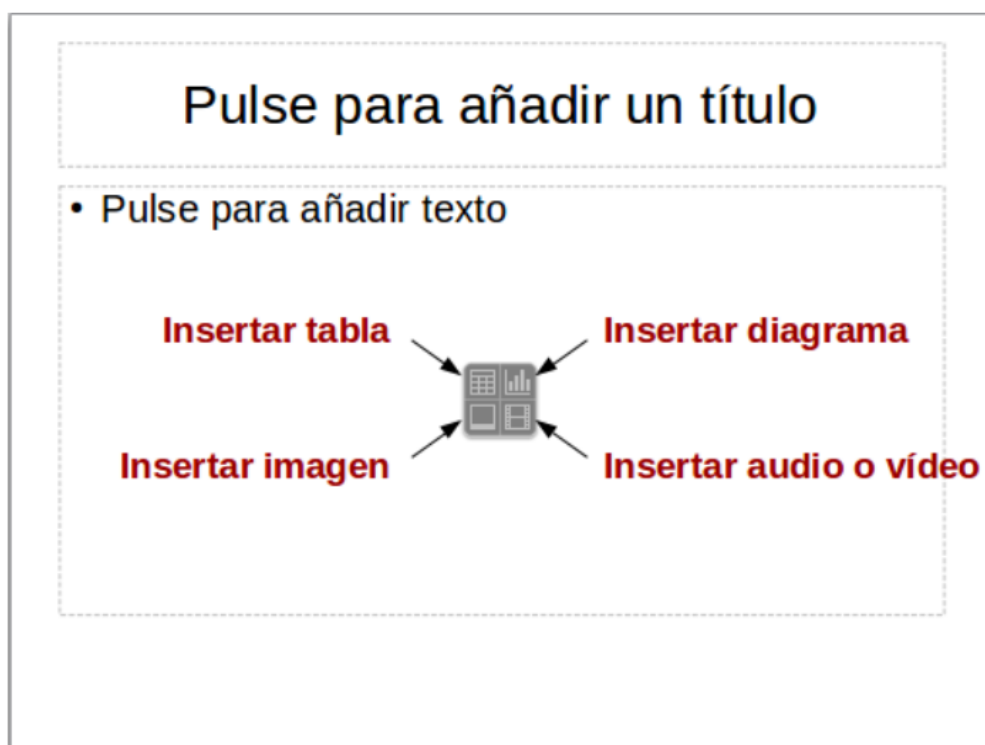 Pulse para añadir un título
• Pulse para añadir texto
Insertar tabla
Insertar diagrama
Insertar imagen
Insertar audio o vídeo